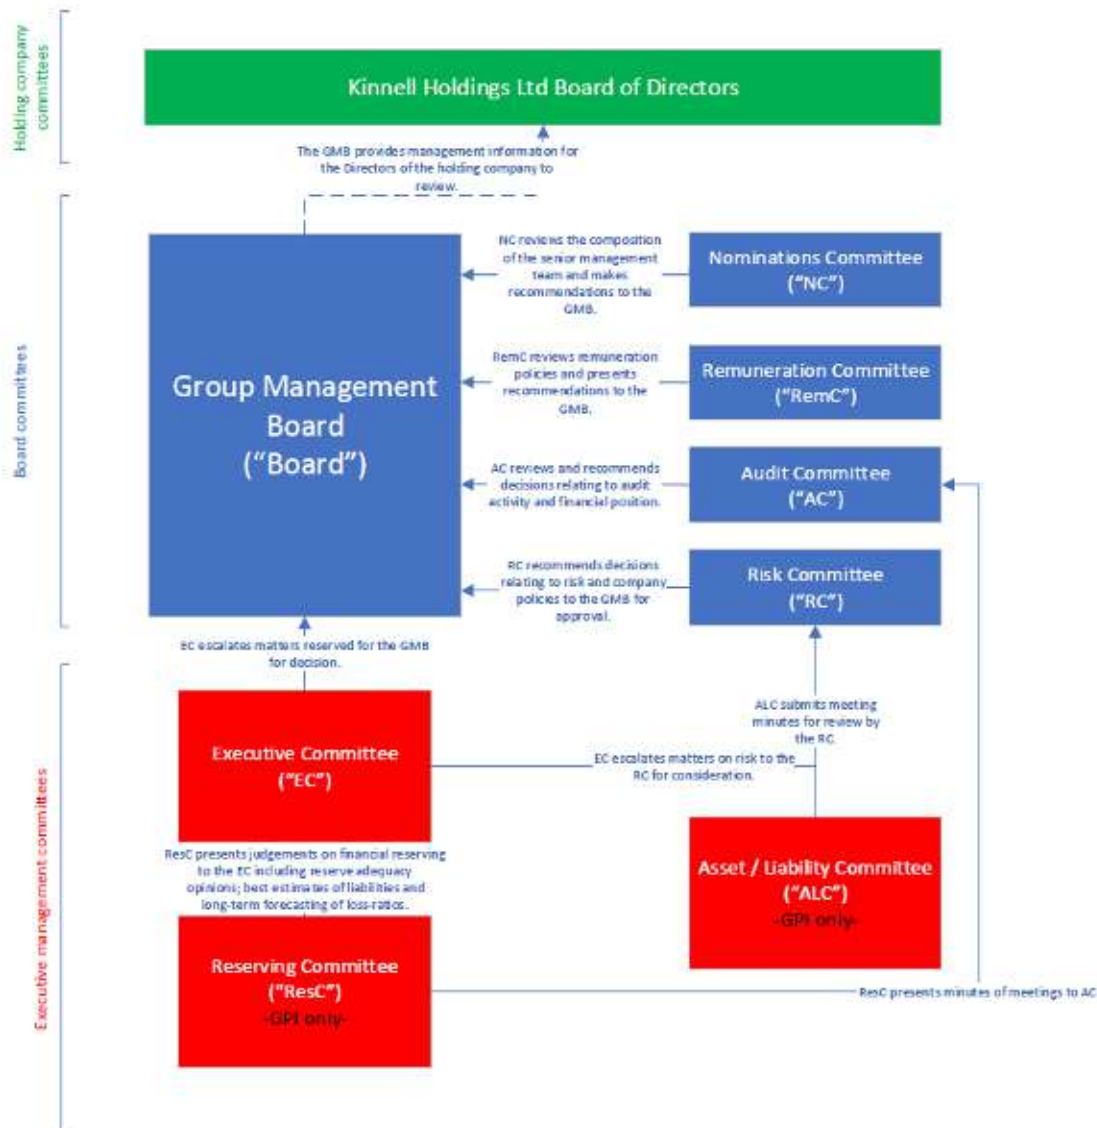 Holding company
committees
Kinnell Holdings Ltd Board of Directors
The GMB provides management information for
the Directors of the holding company to
review.
Board committees
Group Management
Board
(“Board”)
NC reviews the composition
of the senior management
team and makes
recommendations to the
GMB.
Nominations Committee
(“NC”)
RemC reviews remuneration
policies and presents
recommendations to the
GMB.
Remuneration Committee
(“RemC”)
AC reviews and recommends
decisions relating to audit
activity and financial position.
Audit Committee
(“AC”)
RC recommends decisions
relating to risk and company
policies to the GMB for
approval.
Risk Committee
(“RC”)
EC escalates matters reserved for the GMB
for decision.
Executive management committees
Executive Committee
(“EC”)
EC escalates matters on risk to the
RC for consideration.
ALC submits meeting
minutes for review by
the RC.
ResC presents judgements on financial reserving
to the EC including reserve adequacy
opinions; best estimates of liabilities and
long-term forecasting of loss-ratios.
Asset / Liability Committee
(“ALC”)
-GPI only-
Reserving Committee
(“ResC”)
-GPI only-
ResC presents minutes of meetings to AC